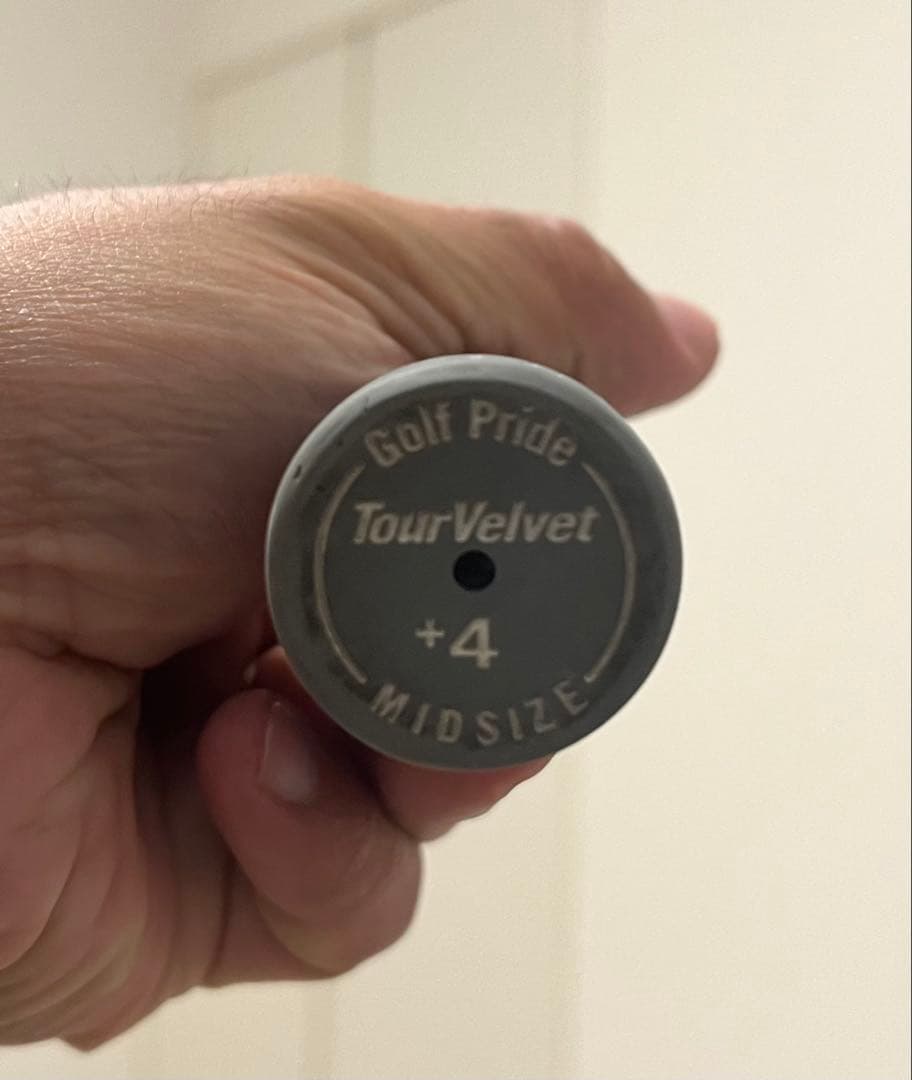 Golf Pride
TourVelvet
+4
MIDSIZE